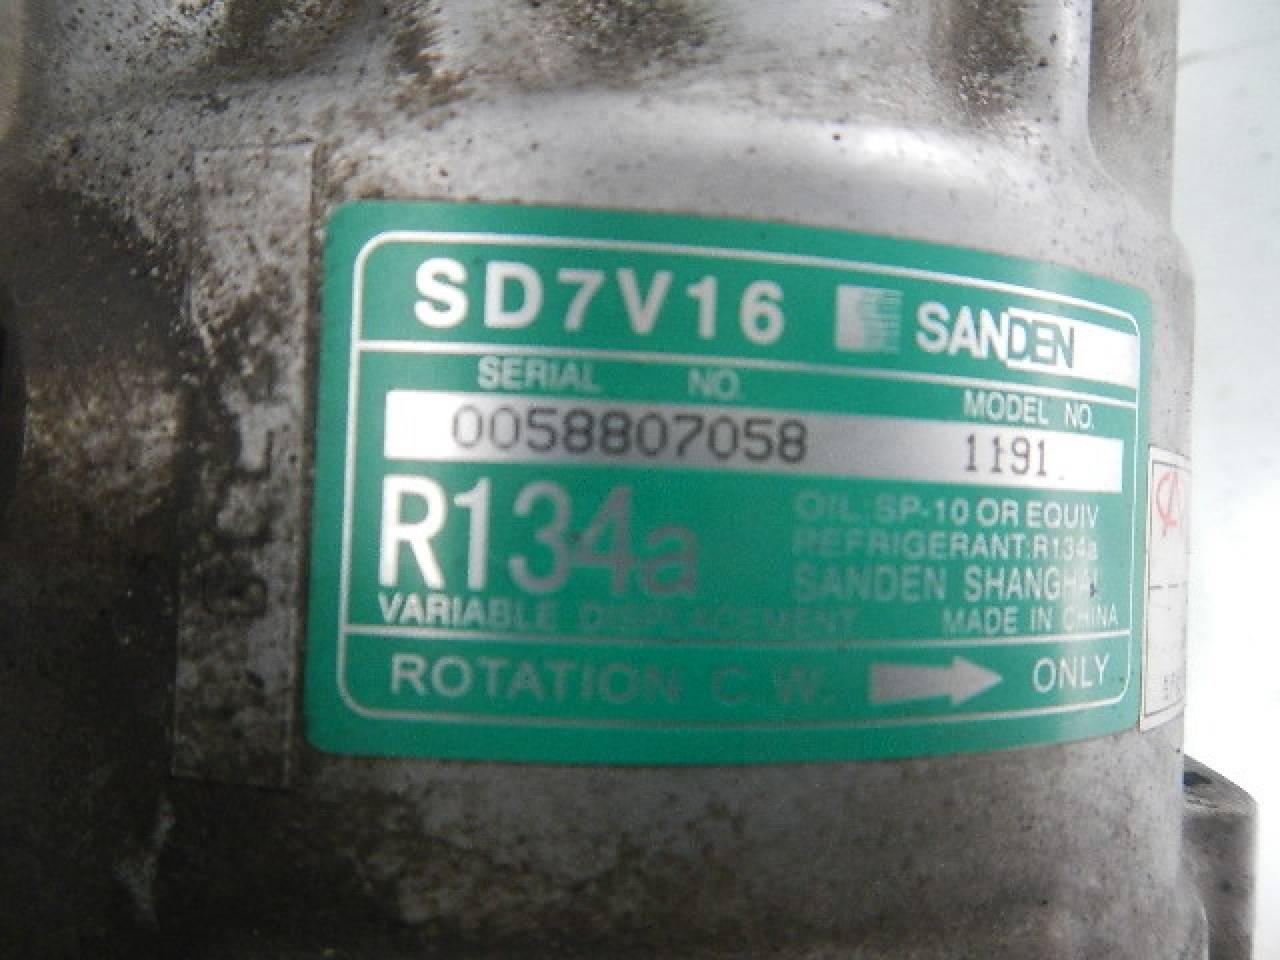 SD7V16 SANDEN
SERIAL NO. MODEL NO.
0058807058 1191
R134a
OIL:SP-10 OR EQUIV
REFRIGERANT:R134a
SANDEN SHANGHAI
VARIABLE DISPLACEMENT MADE IN CHINA
ROTATION C.W. ONLY